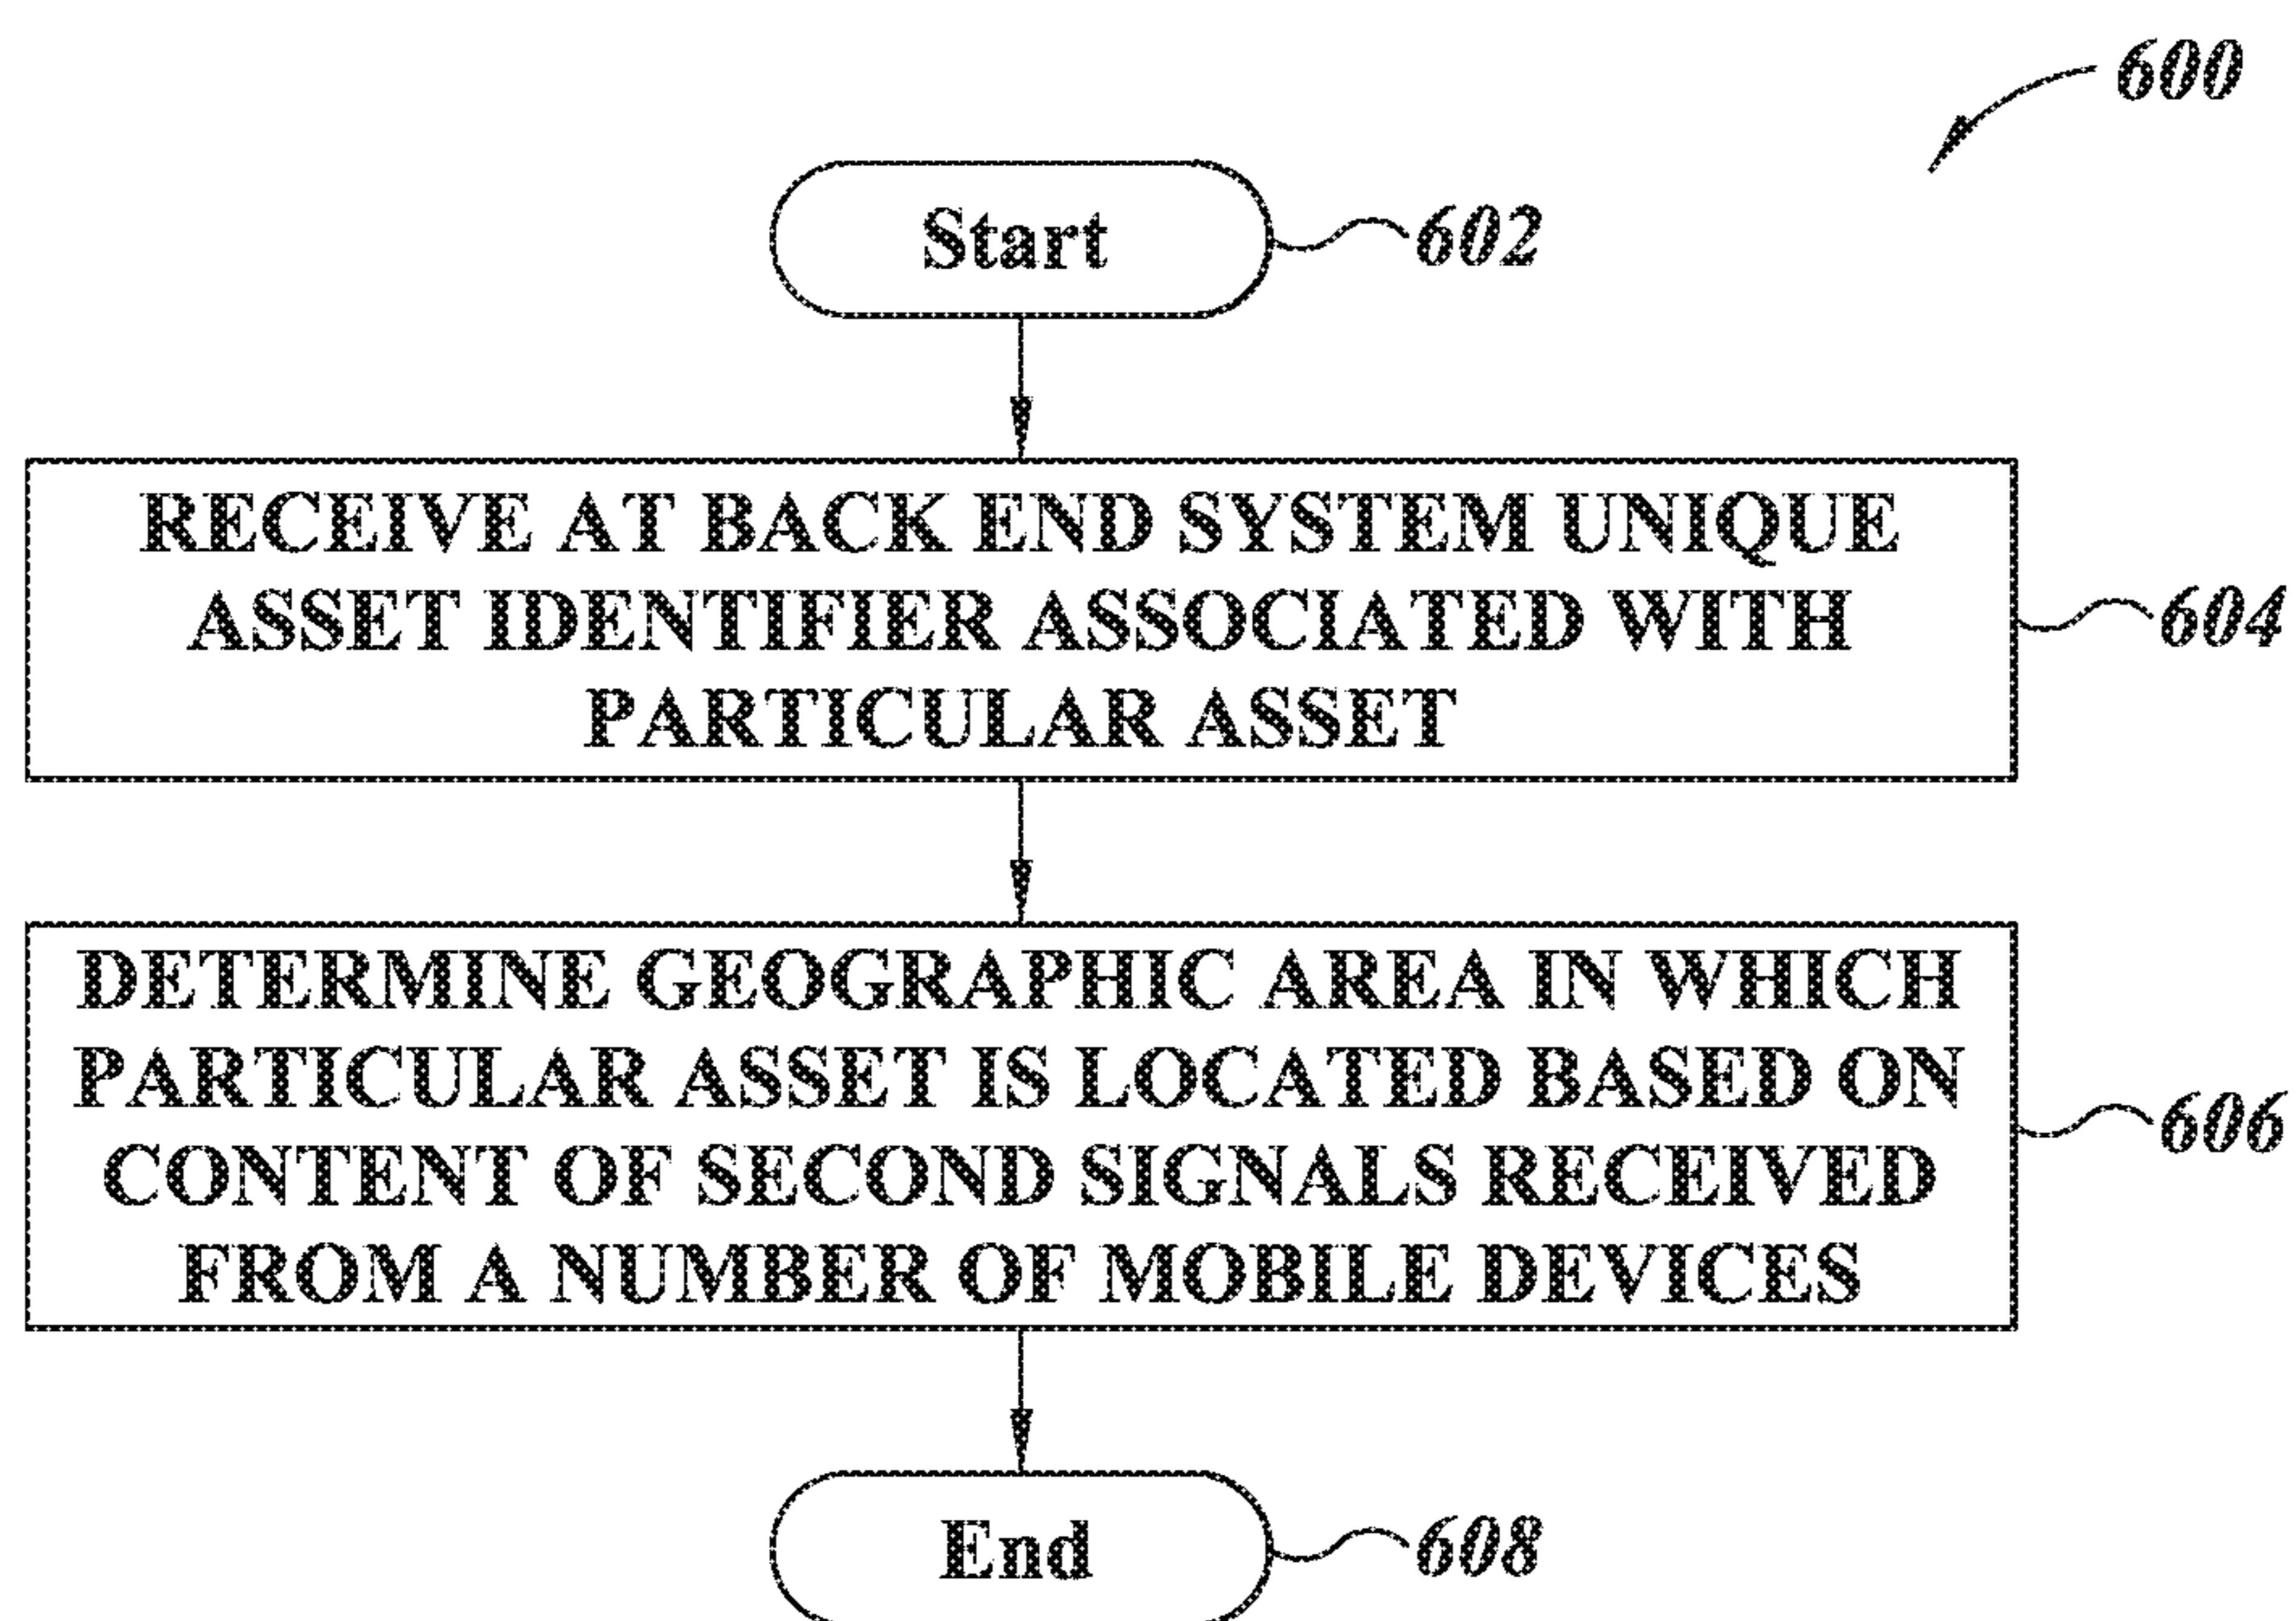 600
Start
602
RECEIVE AT BACK END SYSTEM UNIQUE
ASSET IDENTIFIER ASSOCIATED WITH
PARTICULAR ASSET
604
DETERMINE GEOGRAPHIC AREA IN WHICH
PARTICULAR ASSET IS LOCATED BASED ON
CONTENT OF SECOND SIGNALS RECEIVED
FROM A NUMBER OF MOBILE DEVICES
606
End
608